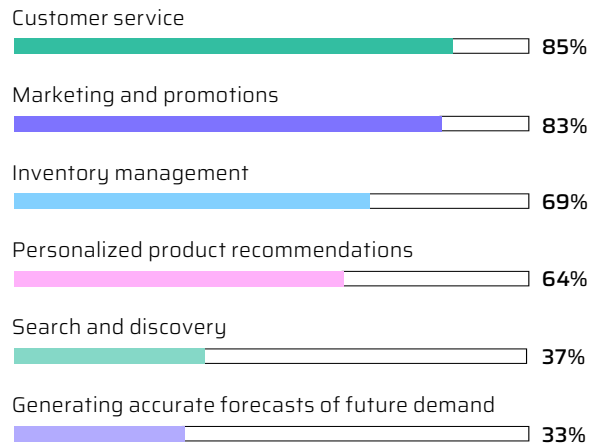 Customer service
85%
Marketing and promotions
83%
Inventory management
69%
Personalized product recommendations
64%
Search and discovery
37%
Generating accurate forecasts of future demand
33%